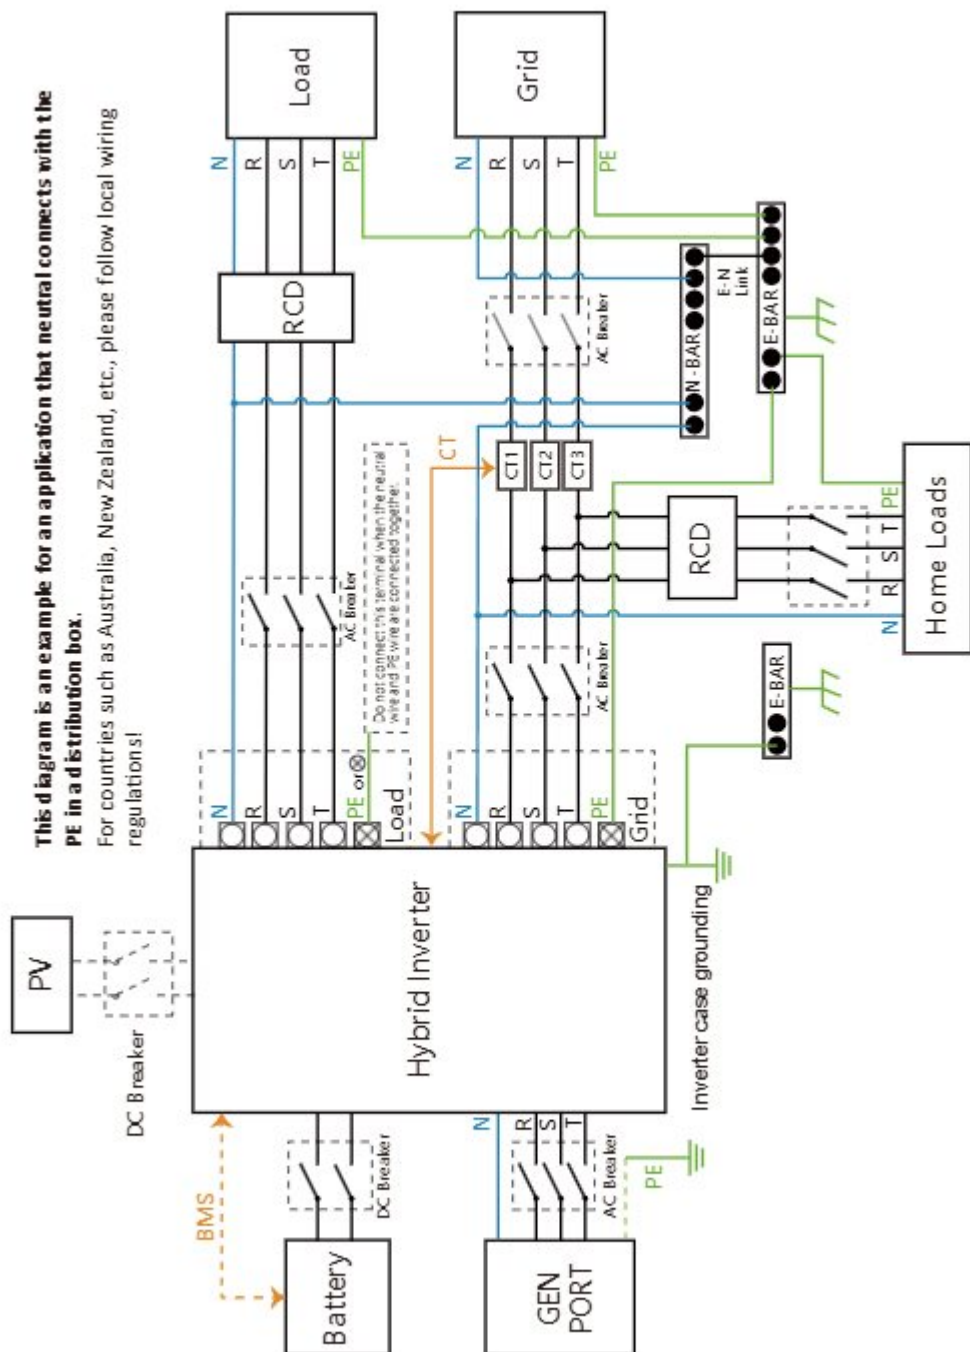 This diagram is an example for an application that neutral connects with the
PE in a distribution box.
For countries such as Australia, New Zealand, etc., please follow local wiring
regulations!
PV
DC Breaker
BMS
Battery
DC Breaker
GEN
PORT
N
R
S
T
AC Breaker
PE
Hybrid Inverter
Inverter case grounding
N
R
S
T
PE or
Load
AC Breaker
Do not connect this terminal when the neutral
wire and PE wire are connected together.
RCD
N
R
S
T
PE
Load
CT
N
R
S
T
PE
Grid
AC Breaker
CT1
CT2
CT3
AC Breaker
N
R
S
T
PE
Grid
N-BAR
E-N
Link
E-BAR
RCD
N
R
S
T
PE
Home Loads
E-BAR